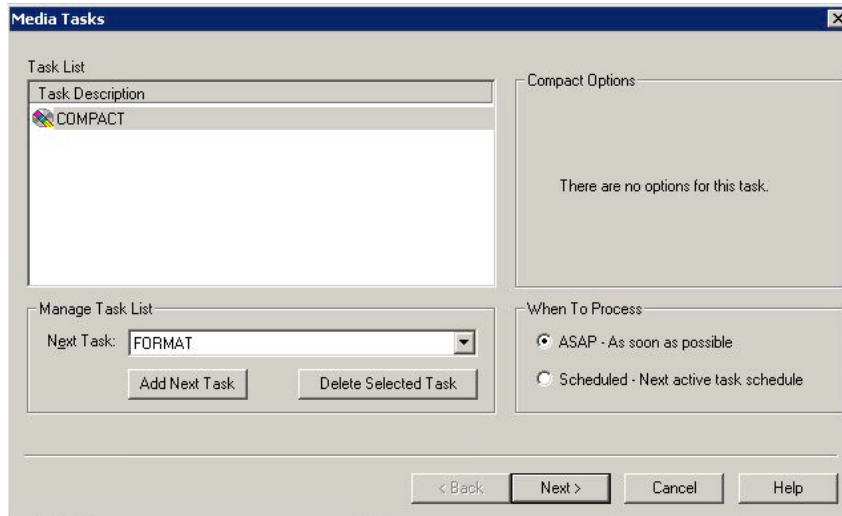 Media Tasks
Task List
Task Description
COMPACT
Compact Options
There are no options for this task.
Manage Task List
Next Task: FORMAT
Add Next Task Delete Selected Task
When To Process
ASAP - As soon as possible
Scheduled - Next active task schedule
< Back Next > Cancel Help